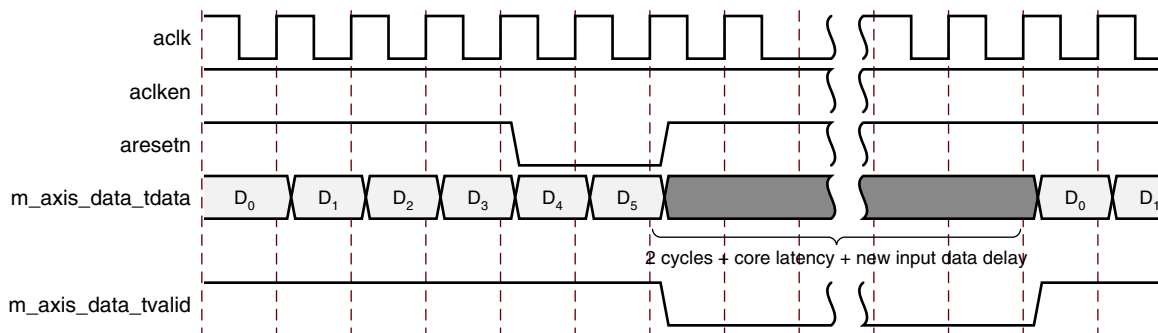 aclk
aclken
aresetn
m_axis_data_tdata D₀ D₁ D₂ D₃ D₄ D₅ D₀ D₁
2 cycles + core latency + new input data delay
m_axis_data_tvalid